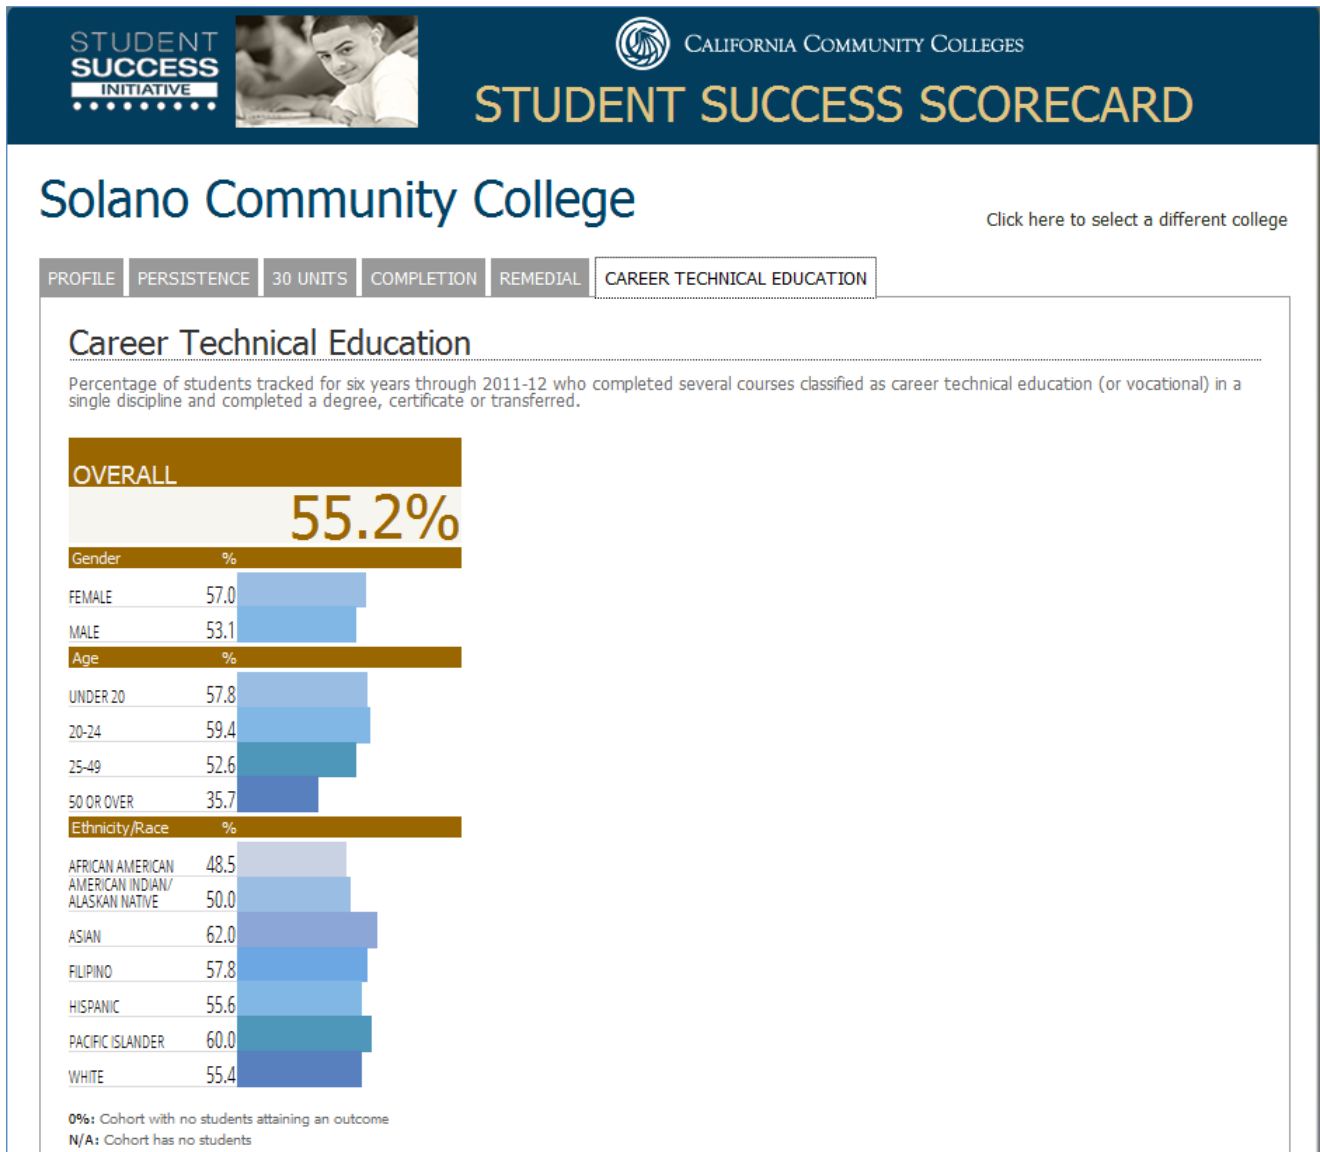 STUDENT
SUCCESS
INITIATIVE
CALIFORNIA COMMUNITY COLLEGES
STUDENT SUCCESS SCORECARD
Solano Community College
Click here to select a different college
PROFILE PERSISTENCE 30 UNITS COMPLETION REMEDIAL CAREER TECHNICAL EDUCATION
Career Technical Education
Percentage of students tracked for six years through 2011-12 who completed several courses classified as career technical education (or vocational) in a
single discipline and completed a degree, certificate or transferred.
OVERALL
55.2%
Gender %
FEMALE 57.0
MALE 53.1
Age %
UNDER 20 57.8
20-24 59.4
25-49 52.6
50 OR OVER 35.7
Ethnicity/Race %
AFRICAN AMERICAN 48.5
AMERICAN INDIAN/
ALASKAN NATIVE 50.0
ASIAN 62.0
FILIPINO 57.8
HISPANIC 55.6
PACIFIC ISLANDER 60.0
WHITE 55.4
0%: Cohort with no students attaining an outcome
N/A: Cohort has no students